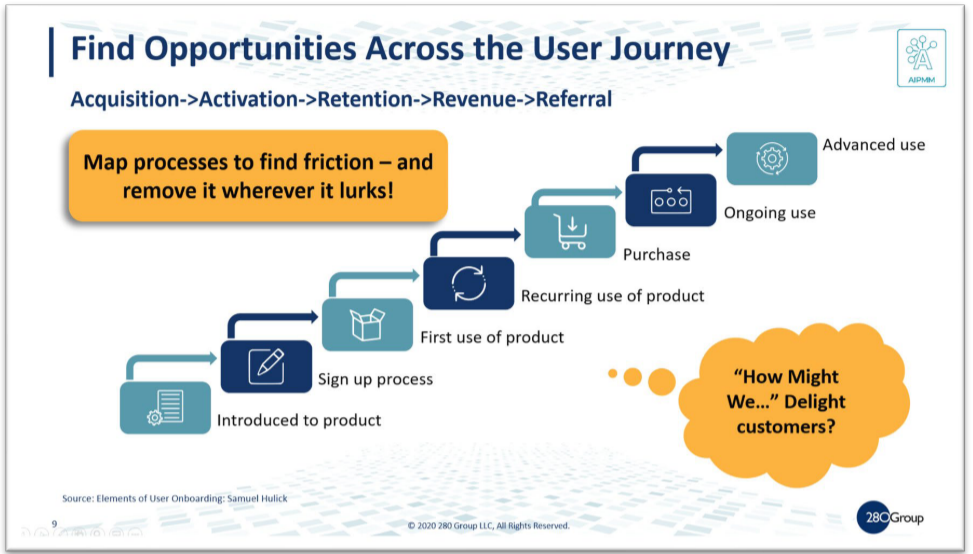 Find Opportunities Across the User Journey
AIPMM
Acquisition->Activation->Retention->Revenue->Referral
Map processes to find friction – and
remove it wherever it lurks!
Advanced use
Ongoing use
Purchase
Recurring use of product
First use of product
Sign up process
Introduced to product
“How Might
We...” Delight
customers?
Source: Elements of User Onboarding: Samuel Hulick
9
© 2020 280 Group LLC, All Rights Reserved.
280Group